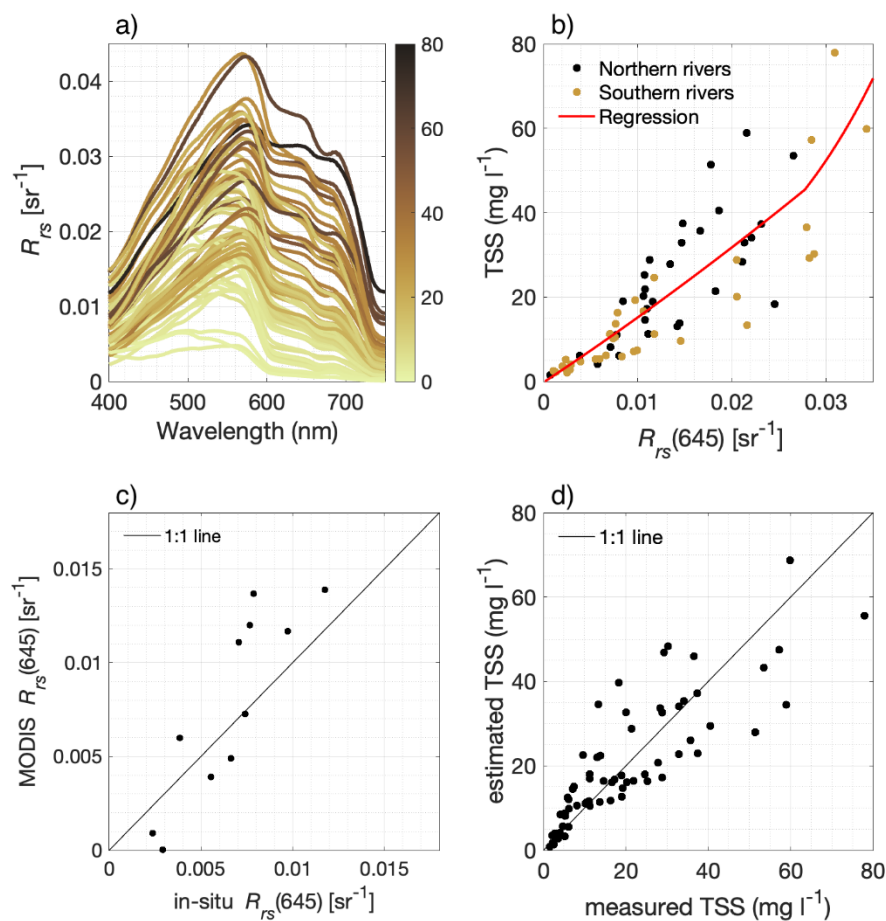 a)
R_rs [sr⁻¹]
0.04
0.03
0.02
0.01
0
400 500 600 700
Wavelength (nm)
80
60
40
20
0
b)
TSS (mg l⁻¹)
80
60
40
20
0
Northern rivers
Southern rivers
Regression
0 0.01 0.02 0.03
R_rs(645) [sr⁻¹]
c)
MODIS R_rs(645) [sr⁻¹]
0.015
0.01
0.005
0
1:1 line
0 0.005 0.01 0.015
in-situ R_rs(645) [sr⁻¹]
d)
estimated TSS (mg l⁻¹)
80
60
40
20
0
1:1 line
0 20 40 60 80
measured TSS (mg l⁻¹)